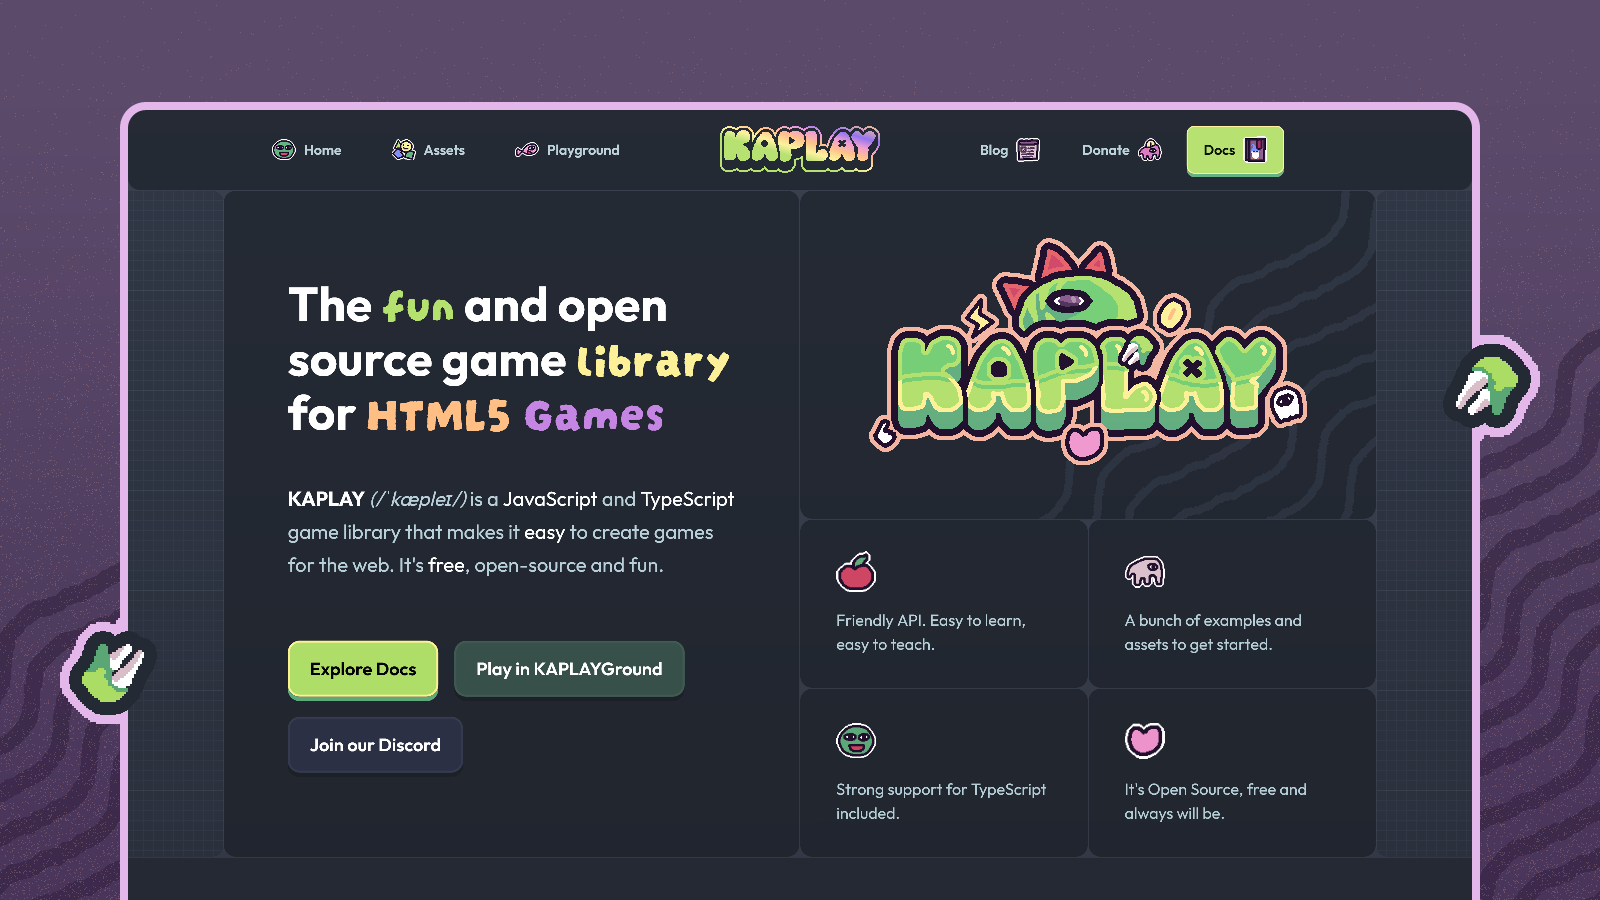 Home
Assets
Playground
KAPLAY
Blog
Donate
Docs
The fun and open
source game library
for HTML5 Games
KAPLAY (/ˈkæpleɪ/) is a JavaScript and TypeScript
game library that makes it easy to create games
for the web. It's free, open-source and fun.
Explore Docs
Play in KAPLAYGround
Join our Discord
KAPLAY
Friendly API. Easy to learn,
easy to teach.
A bunch of examples and
assets to get started.
Strong support for TypeScript
included.
It's Open Source, free and
always will be.